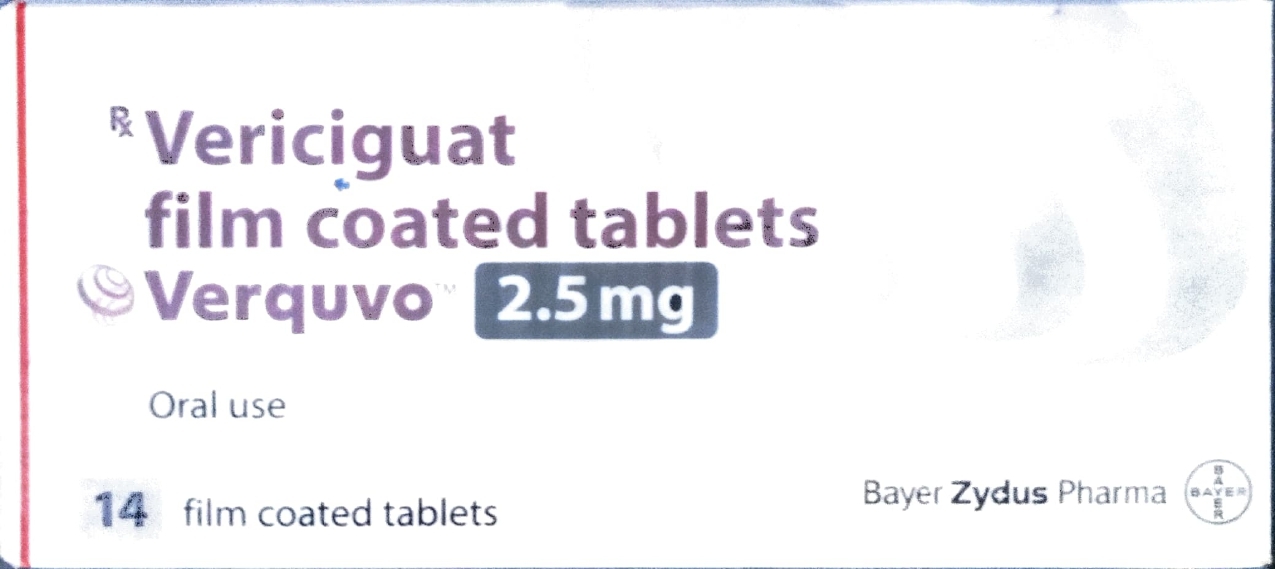 Rx Vericiguat
film coated tablets
Verquvo™ 2.5 mg
Oral use
14 film coated tablets
Bayer Zydus Pharma
BAYER
BAYER